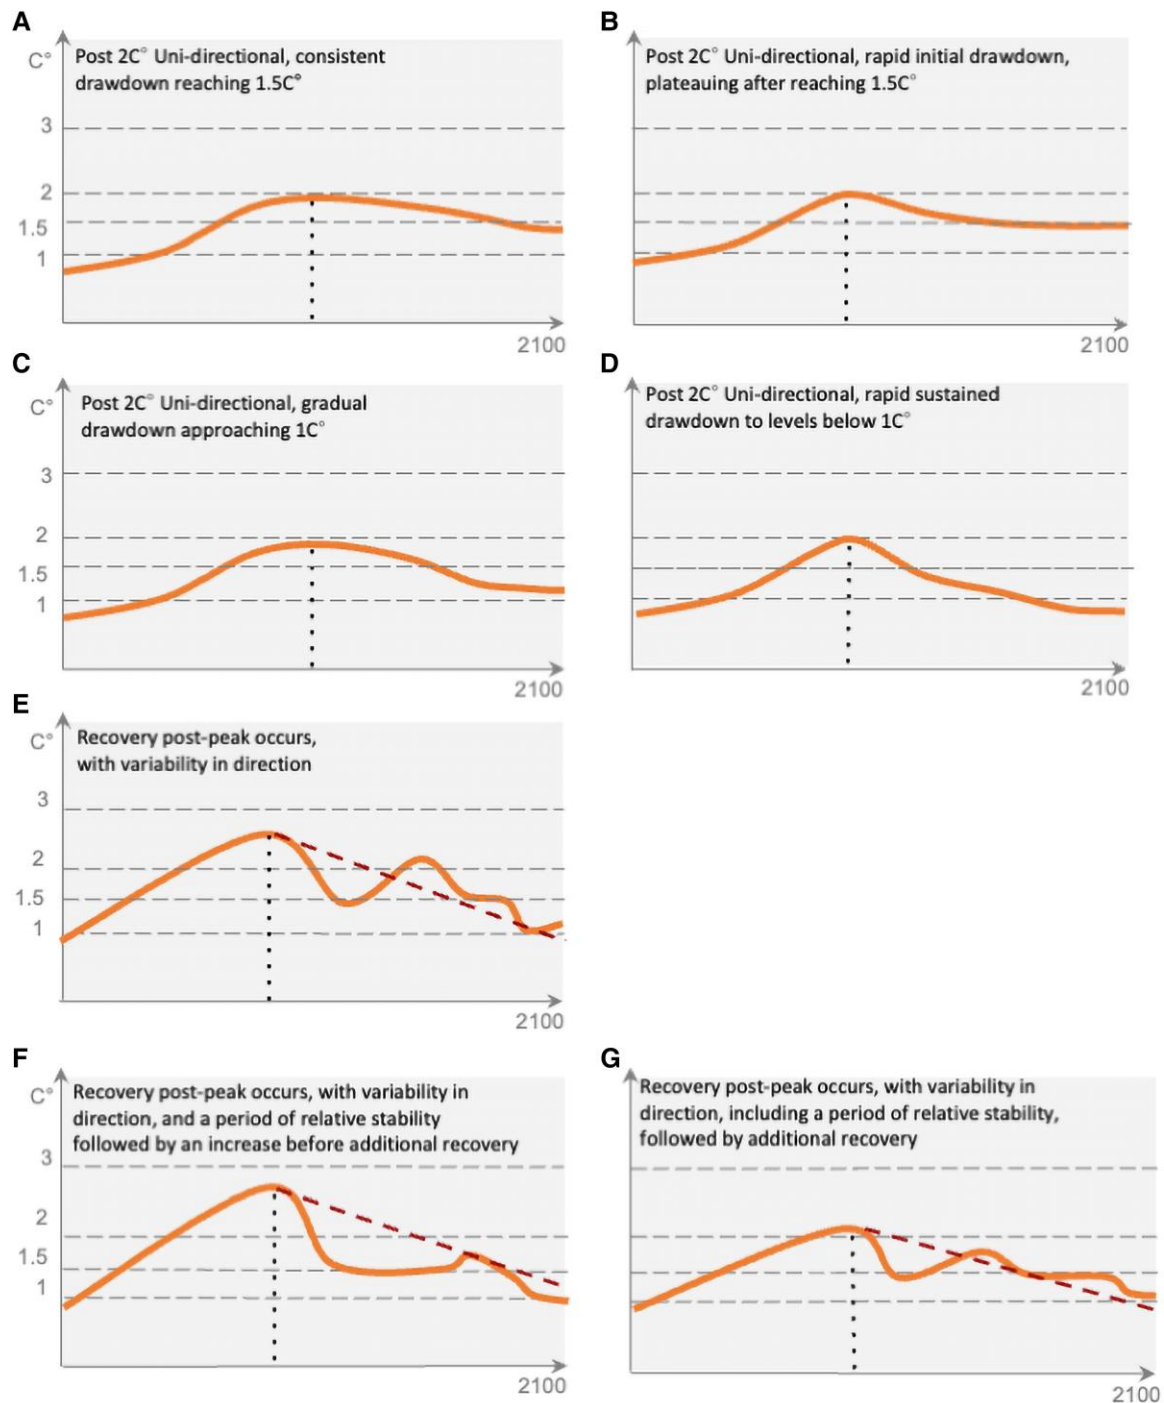 A
Post 2C° Uni-directional, consistent
drawdown reaching 1.5C°
C°
3
2
1.5
1
2100
B
Post 2C° Uni-directional, rapid initial drawdown,
plateauing after reaching 1.5C°
2100
C
Post 2C° Uni-directional, gradual
drawdown approaching 1C°
C°
3
2
1.5
1
2100
D
Post 2C° Uni-directional, rapid sustained
drawdown to levels below 1C°
2100
E
Recovery post-peak occurs,
with variability in direction
C°
3
2
1.5
1
2100
F
Recovery post-peak occurs, with variability in
direction, and a period of relative stability
followed by an increase before additional recovery
C°
3
2
1.5
1
2100
G
Recovery post-peak occurs, with variability in
direction, including a period of relative stability,
followed by additional recovery
2100